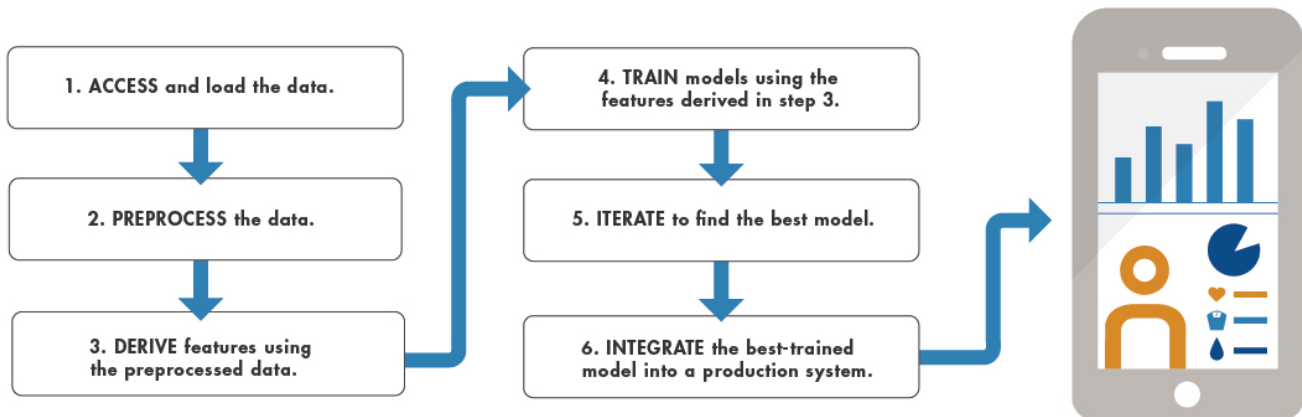 1. ACCESS and load the data.
2. PREPROCESS the data.
3. DERIVE features using
the preprocessed data.
4. TRAIN models using the
features derived in step 3.
5. ITERATE to find the best model.
6. INTEGRATE the best-trained
model into a production system.